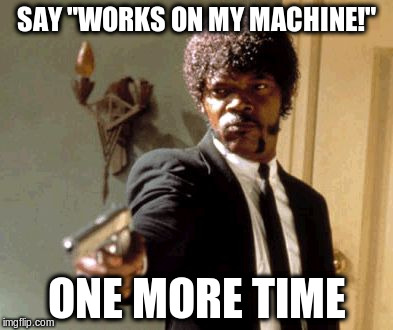 SAY "WORKS ON MY MACHINE!"
ONE MORE TIME
imgflip.com